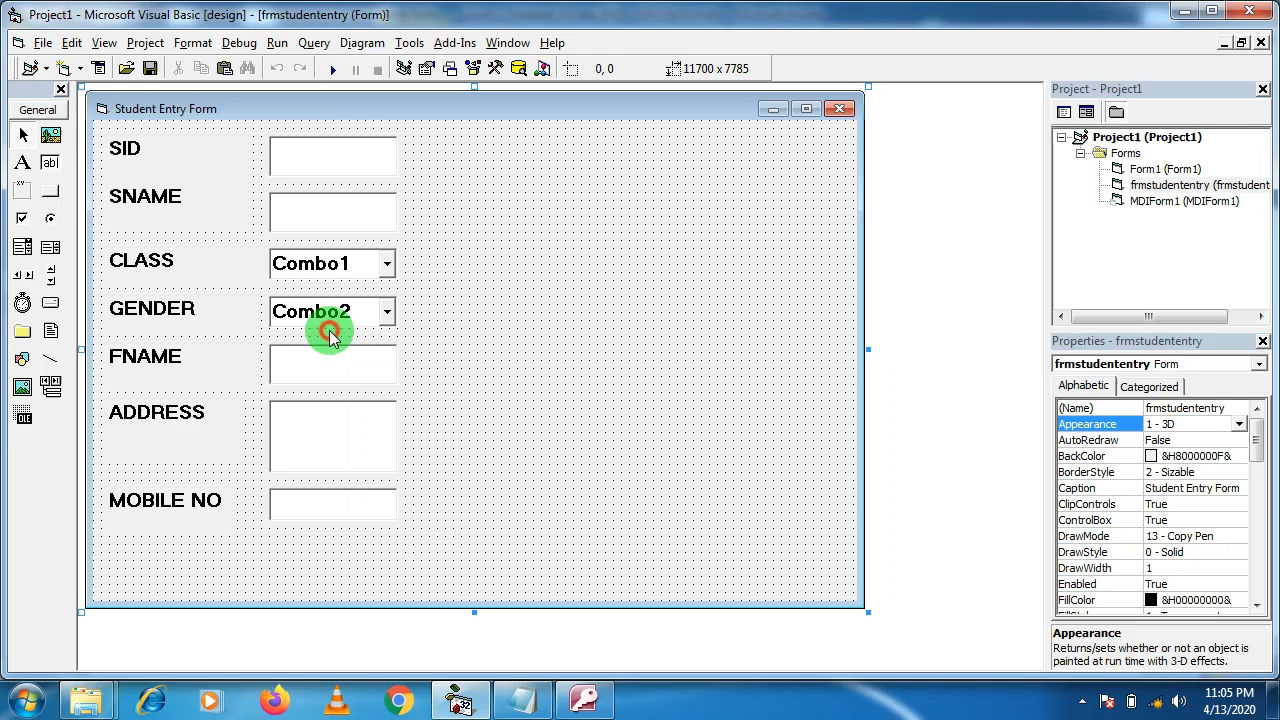 Project1 - Microsoft Visual Basic [design] - [frmstudententry (Form)]
File Edit View Project Format Debug Run Query Diagram Tools Add-Ins Window Help
0, 0 11700 x 7785
General
Student Entry Form
SID
SNAME
CLASS Combo1
GENDER Combo2
FNAME
ADDRESS
MOBILE NO
Project - Project1
Project1 (Project1)
Forms
Form1 (Form1)
frmstudententry (frmstudent
MDIForm1 (MDIForm1)
Properties - frmstudententry
frmstudententry Form
Alphabetic Categorized
(Name) frmstudententry
Appearance 1 - 3D
AutoRedraw False
BackColor &H8000000F&
BorderStyle 2 - Sizable
Caption Student Entry Form
ClipControls True
ControlBox True
DrawMode 13 - Copy Pen
DrawStyle 0 - Solid
DrawWidth 1
Enabled True
FillColor &H00000000&
Appearance
Returns/sets whether or not an object is
painted at run time with 3-D effects.
11:05 PM
4/13/2020